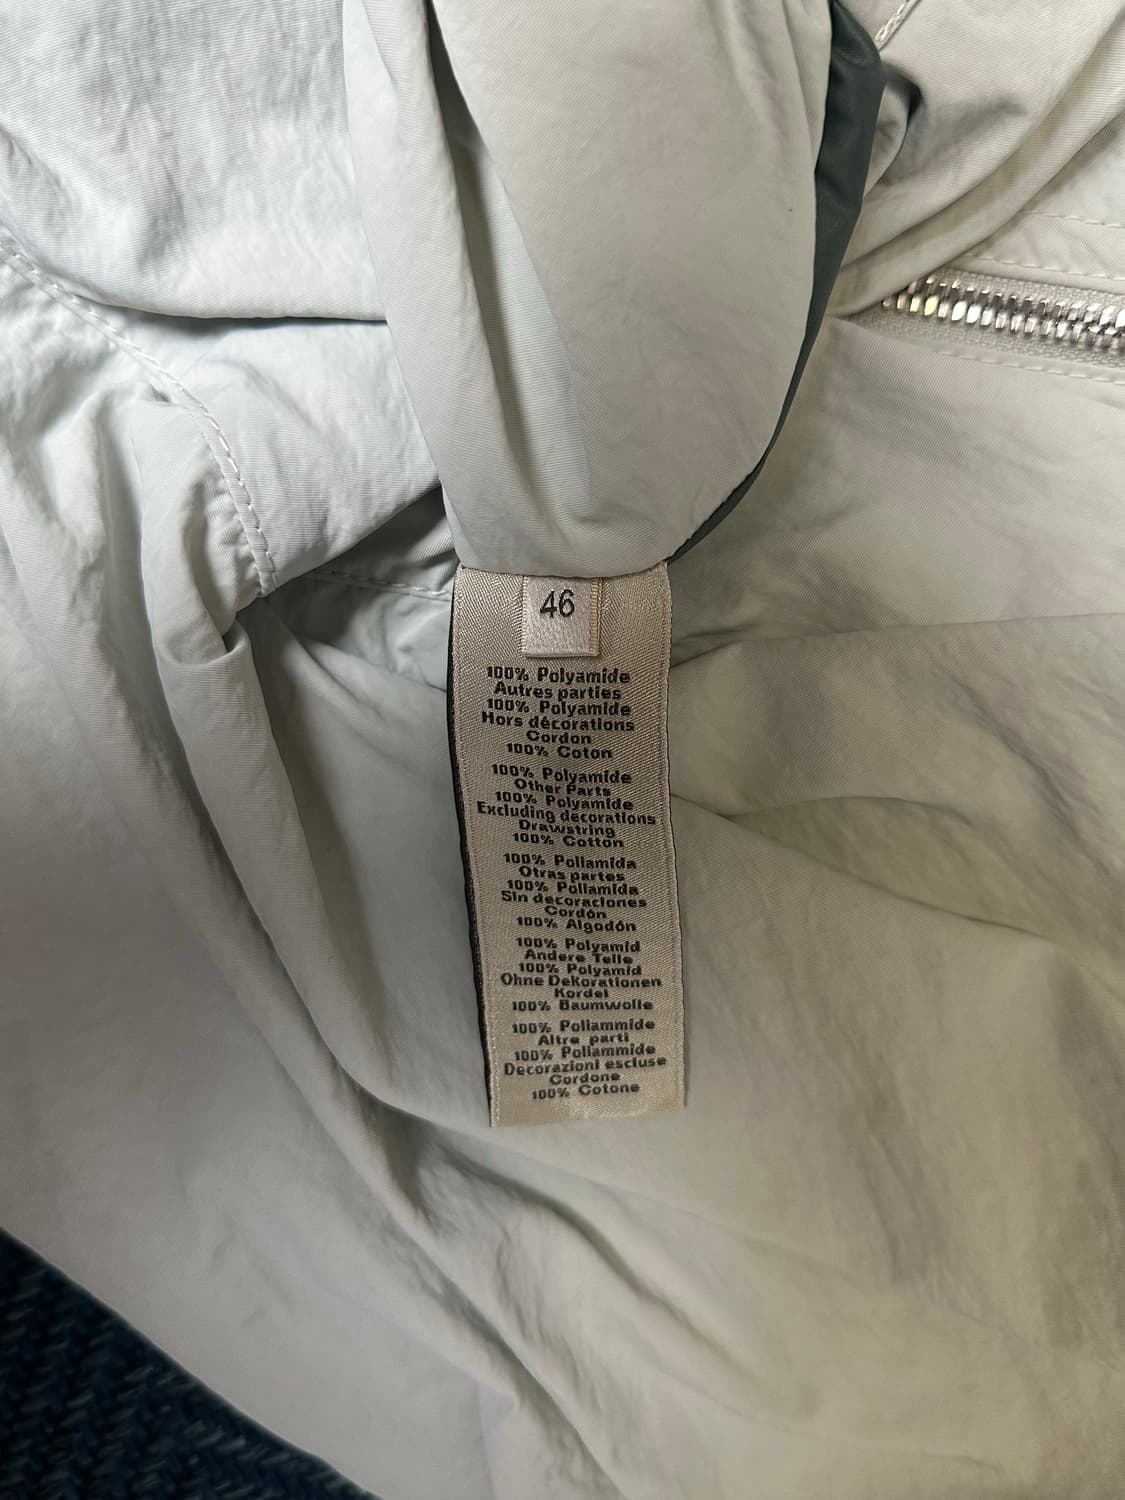 46
100% Polyamide
Autres parties
100% Polyamide
Hors décorations
Cordon
100% Coton
100% Polyamide
Other Parts
100% Polyamide
Excluding decorations
Drawstring
100% Cotton
100% Poliamida
Otras partes
100% Poliamida
Sin decoraciones
Cordón
100% Algodón
100% Polyamid
Andere Teile
100% Polyamid
Ohne Dekorationen
Kordel
100% Baumwolle
100% Poliammide
Altre parti
100% Poliammide
Decorazioni escluse
Cordone
100% Cotone